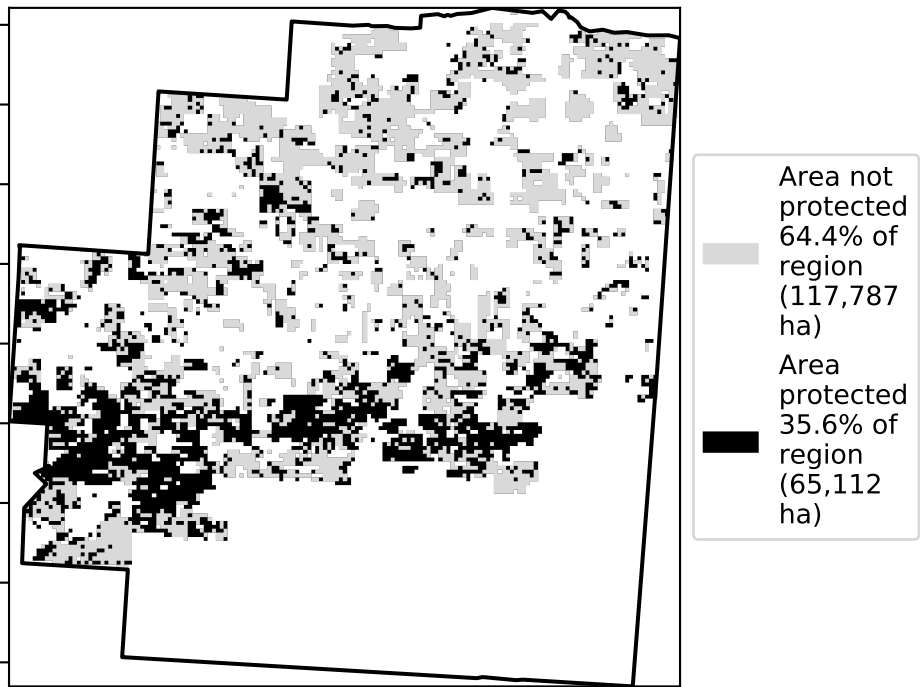 Area not
protected
64.4% of
region
(117,787
ha)
Area
protected
35.6% of
region
(65,112
ha)